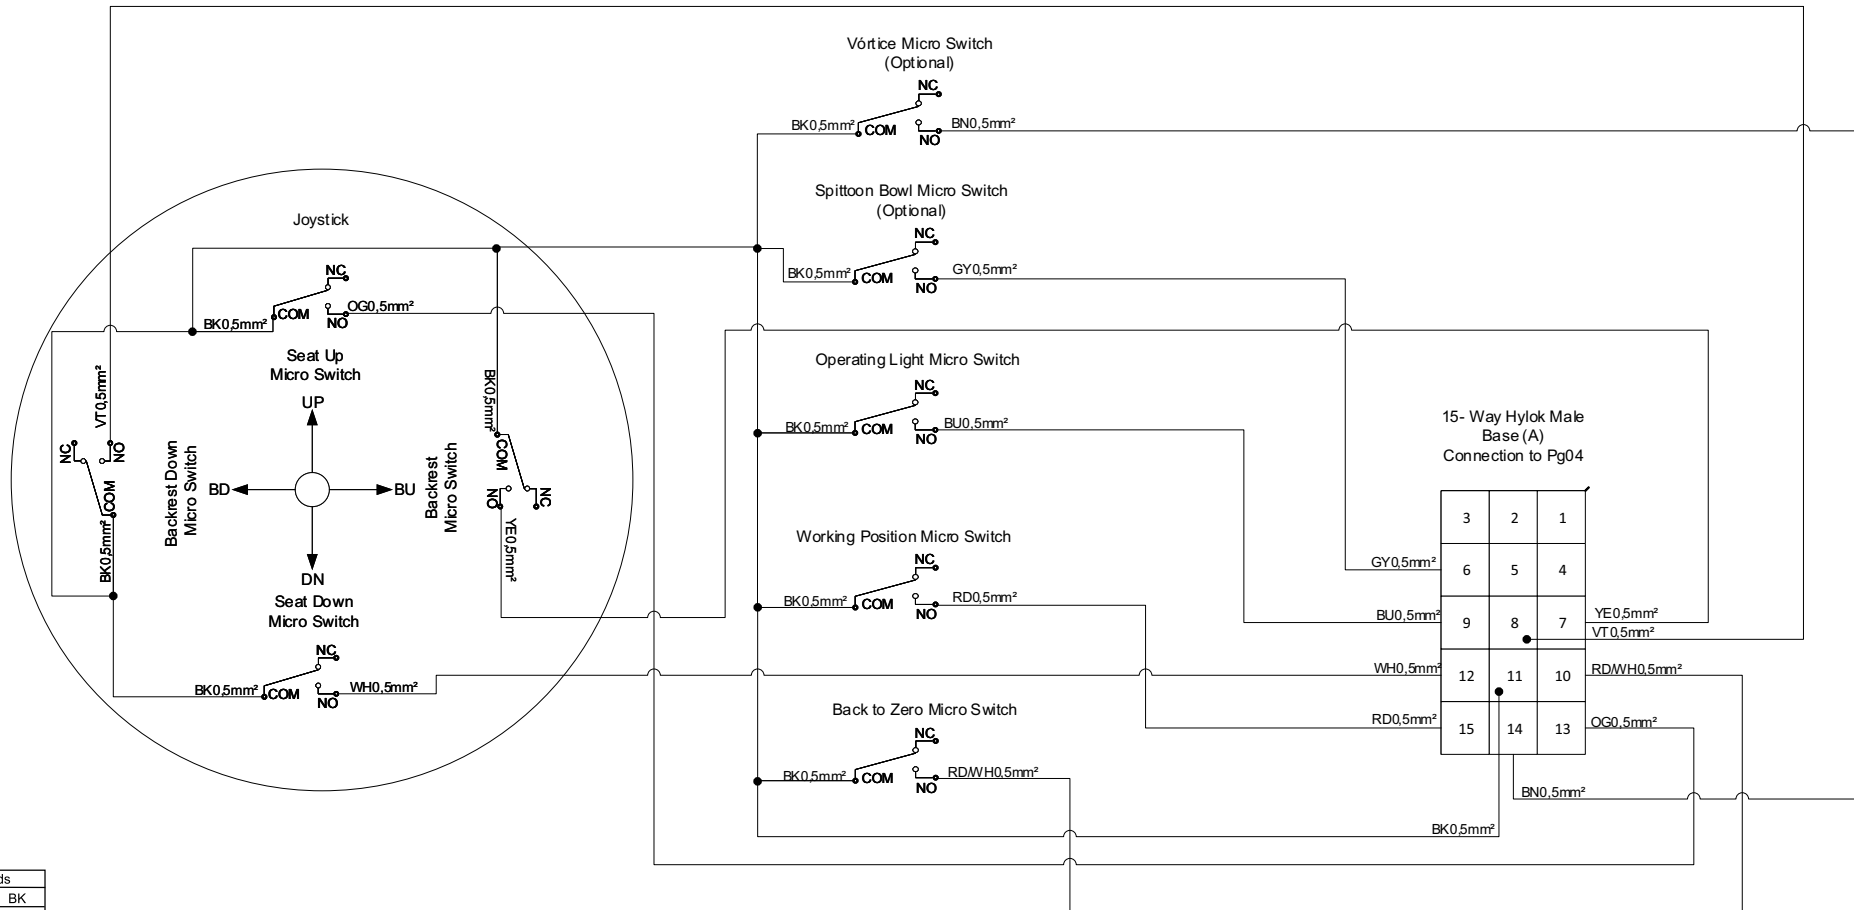 Vórtice Micro Switch
(Optional)
NC
BK0,5mm²
COM
NO
BN0,5mm²
Spittoon Bowl Micro Switch
(Optional)
NC
BK0,5mm²
COM
NO
GY0,5mm²
Joystick
NC
OG0,5mm²
BK0,5mm²
COM
NO
Seat Up
Micro Switch
UP
VT0,5mm²
NC
NO
COM
BK0,5mm²
Backrest Down
Micro Switch
BD
BU
Backrest
Micro Switch
BK0,5mm²
COM
NO
NC
YE0,5mm²
DN
Seat Down
Micro Switch
NC
BK0,5mm²
COM
NO
WH0,5mm²
Operating Light Micro Switch
NC
BK0,5mm²
COM
NO
BU0,5mm²
Working Position Micro Switch
NC
BK0,5mm²
COM
NO
RD0,5mm²
Back to Zero Micro Switch
NC
BK0,5mm²
COM
NO
RD/WH0,5mm²
15- Way Hylok Male
Base (A)
Connection to Pg04
3 2 1
GY0,5mm² 6 5 4
BU0,5mm² 9 8 7 YE0,5mm²
VT0,5mm²
WH0,5mm² 12 11 10 RD/WH0,5mm²
RD0,5mm² 15 14 13 OG0,5mm²
BN0,5mm²
BK0,5mm²
ds
BK